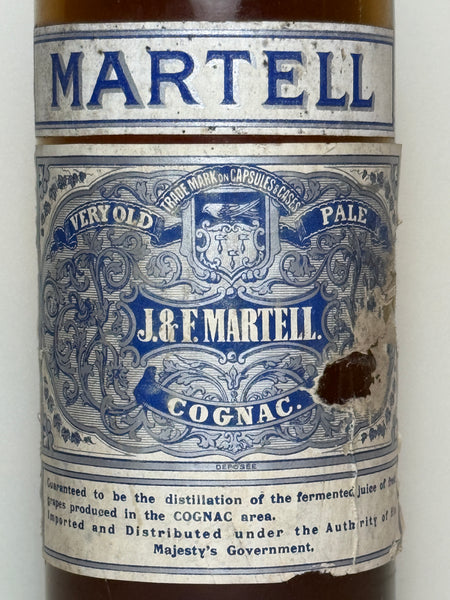 MARTELL
TRADE MARK ON CAPSULES & CASES
VERY OLD PALE
J.&F. MARTELL.
COGNAC.
DEPOSÉE
Guaranteed to be the distillation of the fermented juice of
grapes produced in the COGNAC area.
Imported and Distributed under the Authority of
Majesty's Government.